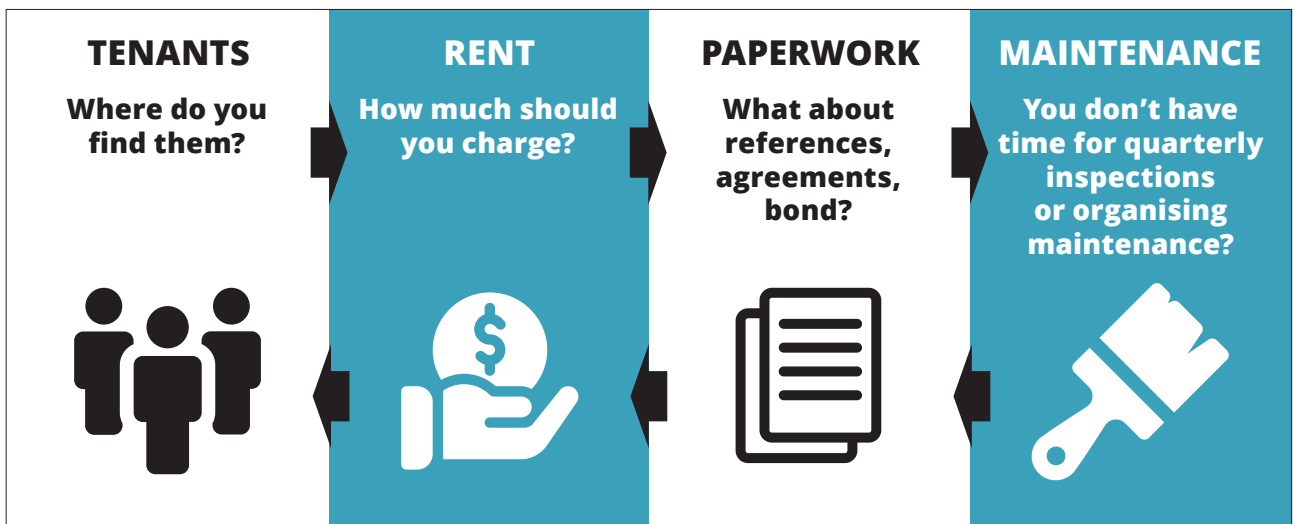 TENANTS
Where do you
find them?
RENT
How much should
you charge?
PAPERWORK
What about
references,
agreements,
bond?
MAINTENANCE
You don’t have
time for quarterly
inspections
or organising
maintenance?
$